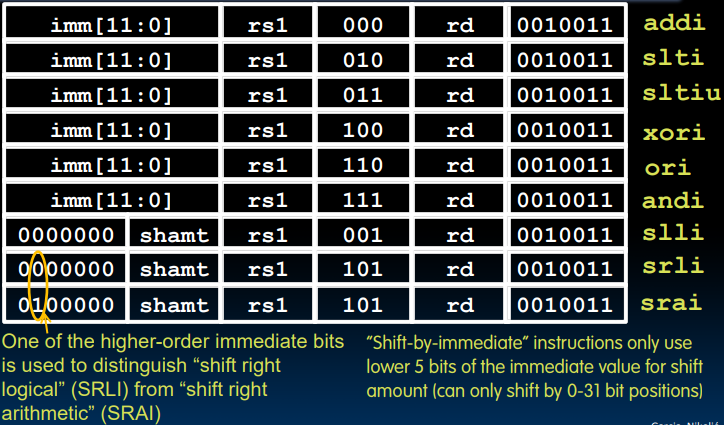 imm[11:0] rs1 000 rd 0010011 addi
imm[11:0] rs1 010 rd 0010011 slti
imm[11:0] rs1 011 rd 0010011 sltiu
imm[11:0] rs1 100 rd 0010011 xori
imm[11:0] rs1 110 rd 0010011 ori
imm[11:0] rs1 111 rd 0010011 andi
0000000 shamt rs1 001 rd 0010011 slli
0000000 shamt rs1 101 rd 0010011 srli
0100000 shamt rs1 101 rd 0010011 srai
One of the higher-order immediate bits
is used to distinguish “shift right
logical” (SRLI) from “shift right
arithmetic” (SRAI)
“Shift-by-immediate” instructions only use
lower 5 bits of the immediate value for shift
amount (can only shift by 0-31 bit positions)